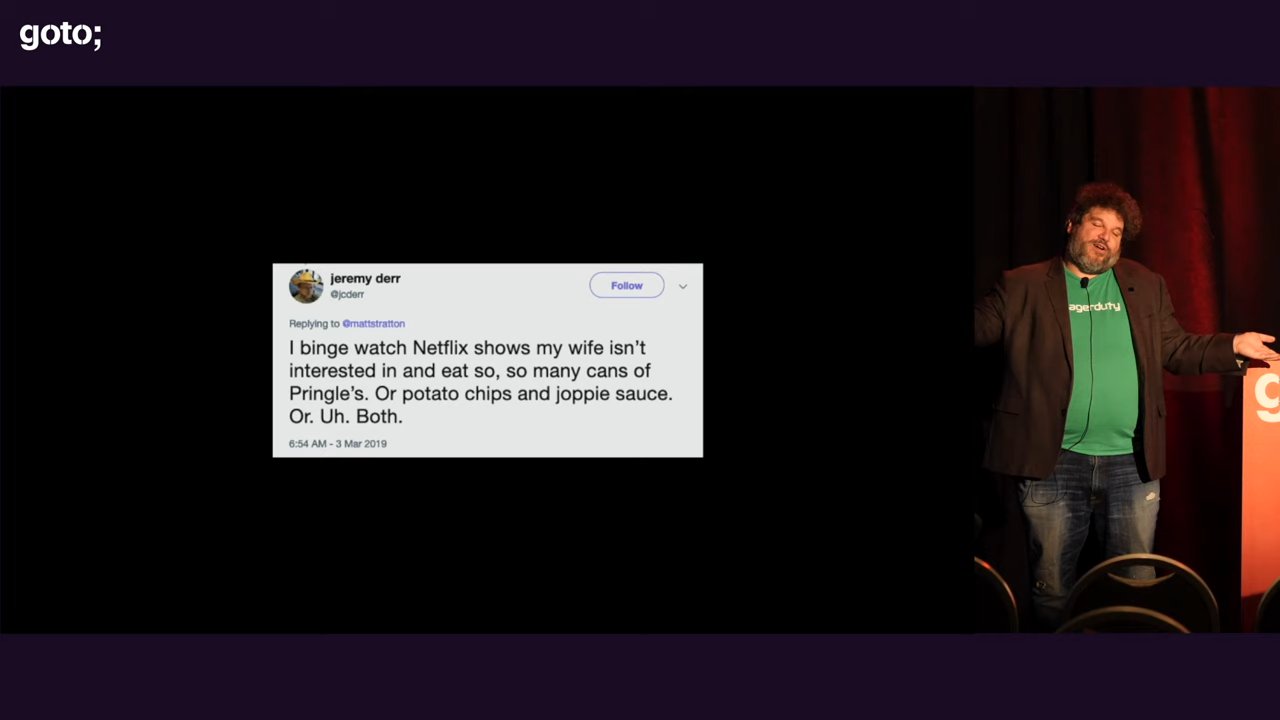 goto;
jeremy derr
@jcderr
Follow
Replying to @mattstratton
I binge watch Netflix shows my wife isn't
interested in and eat so, so many cans of
Pringle's. Or potato chips and joppie sauce.
Or. Uh. Both.
6:54 AM - 3 Mar 2019
agerduty
g